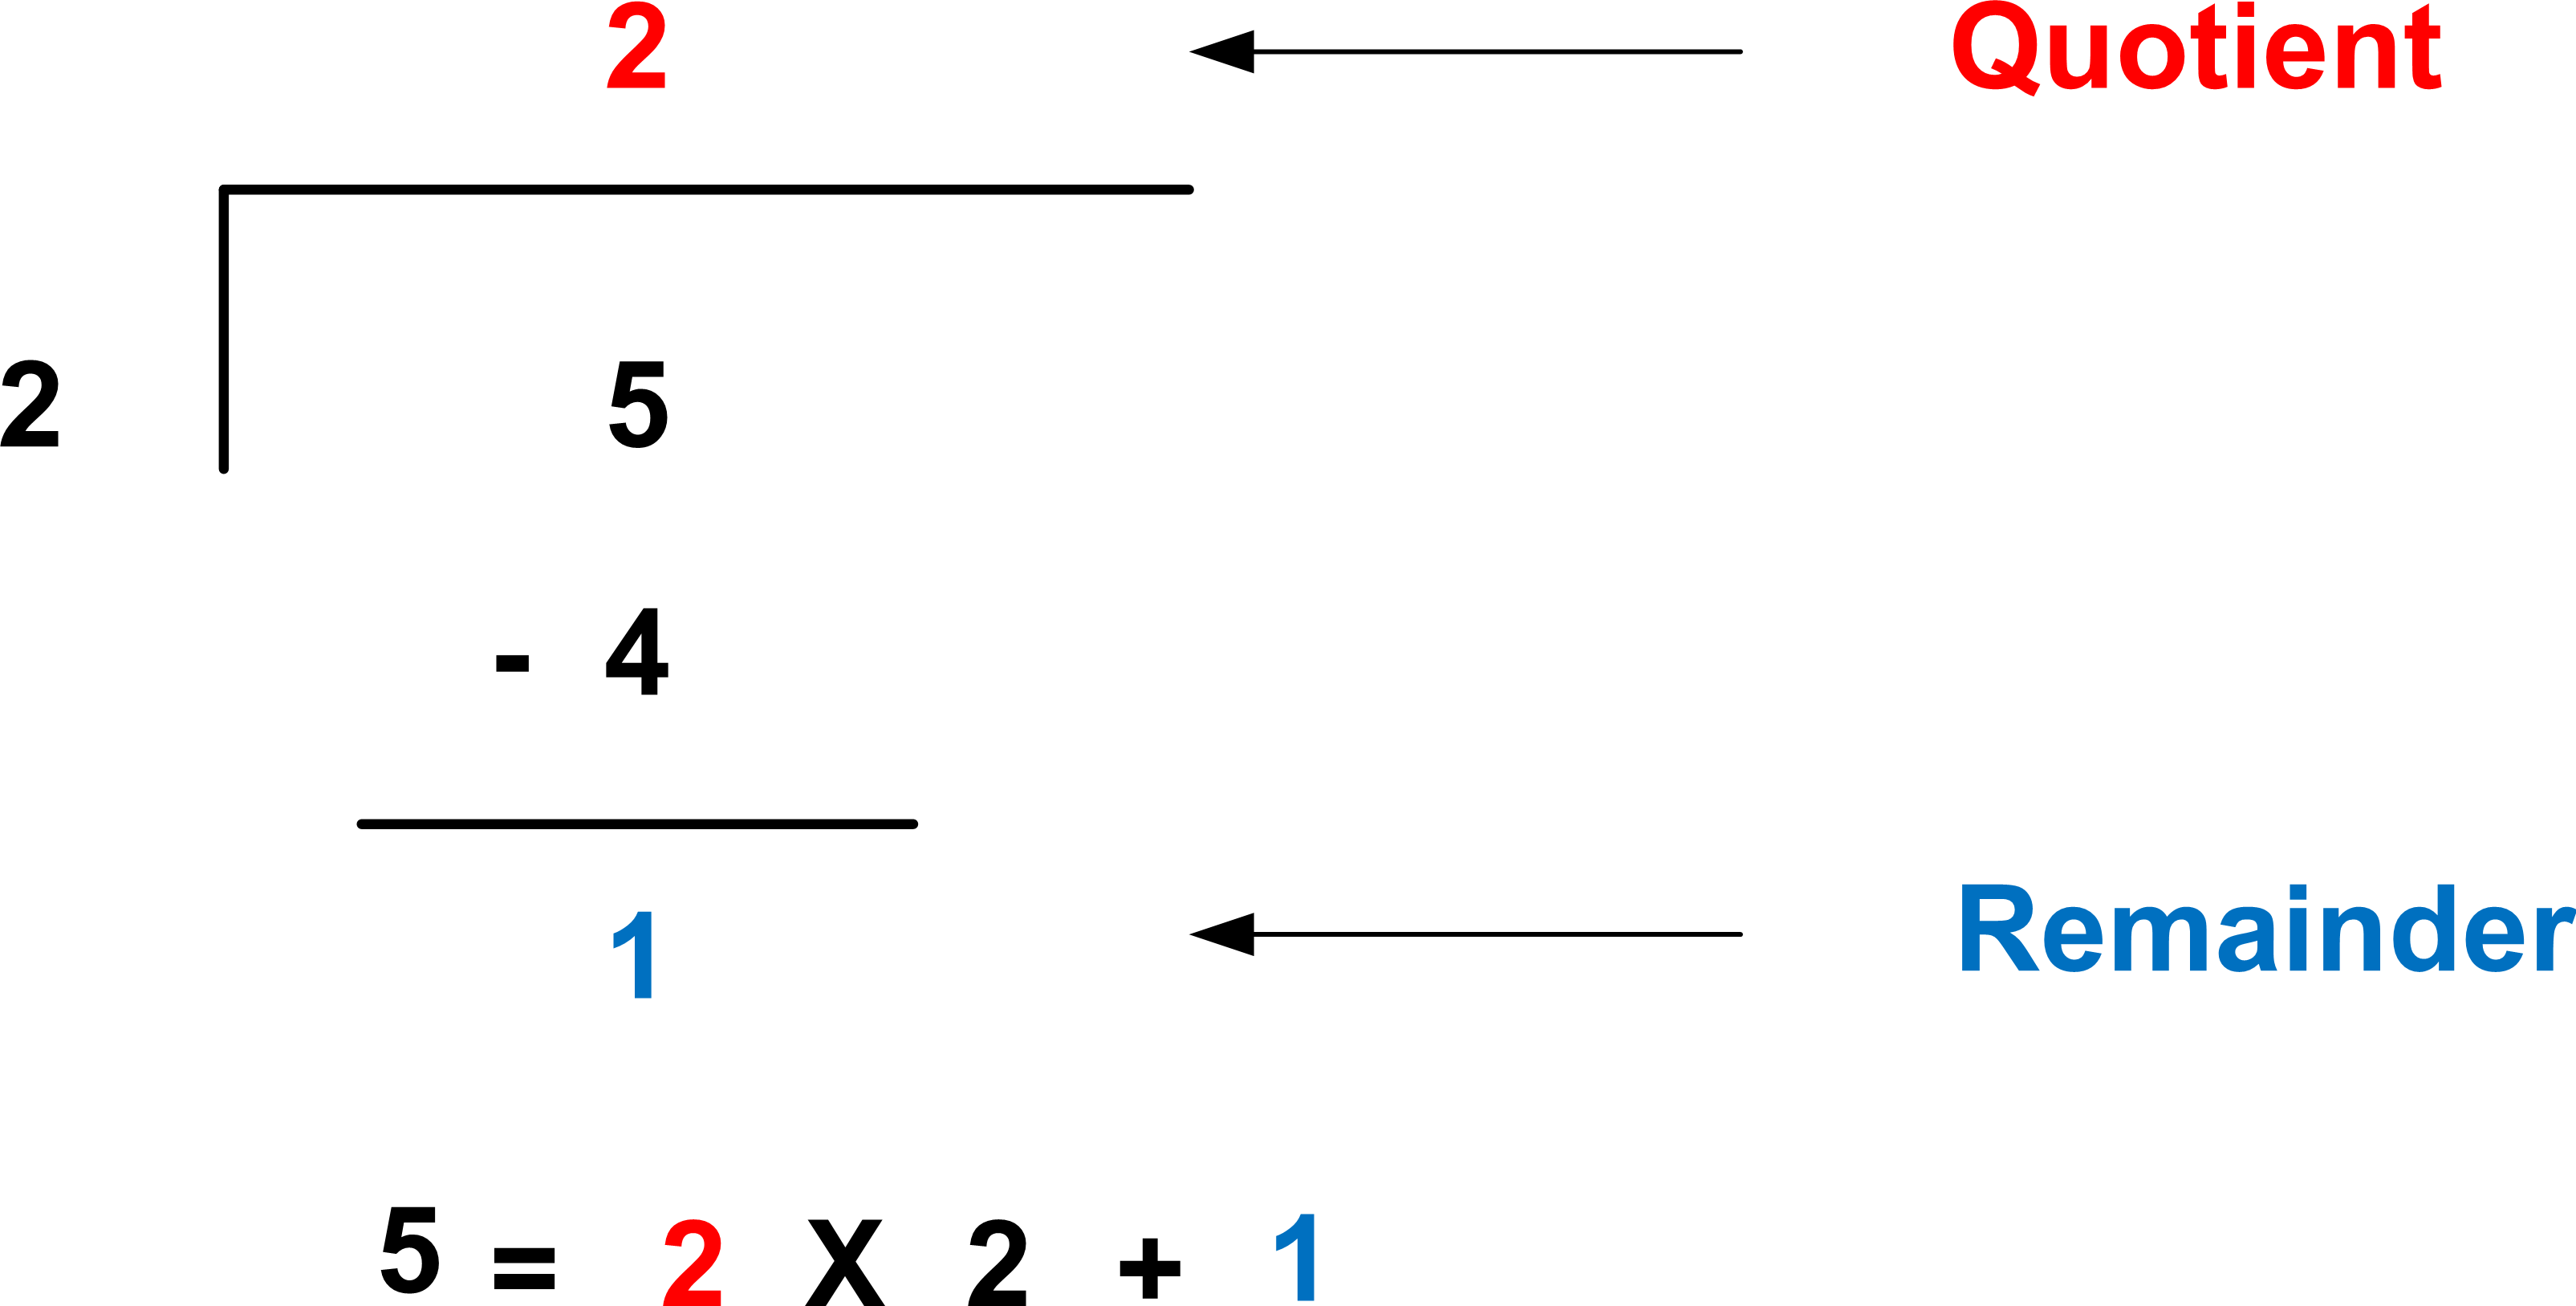 2 Quotient
2 5
- 4
1 Remainder
5 = 2 X 2 + 1